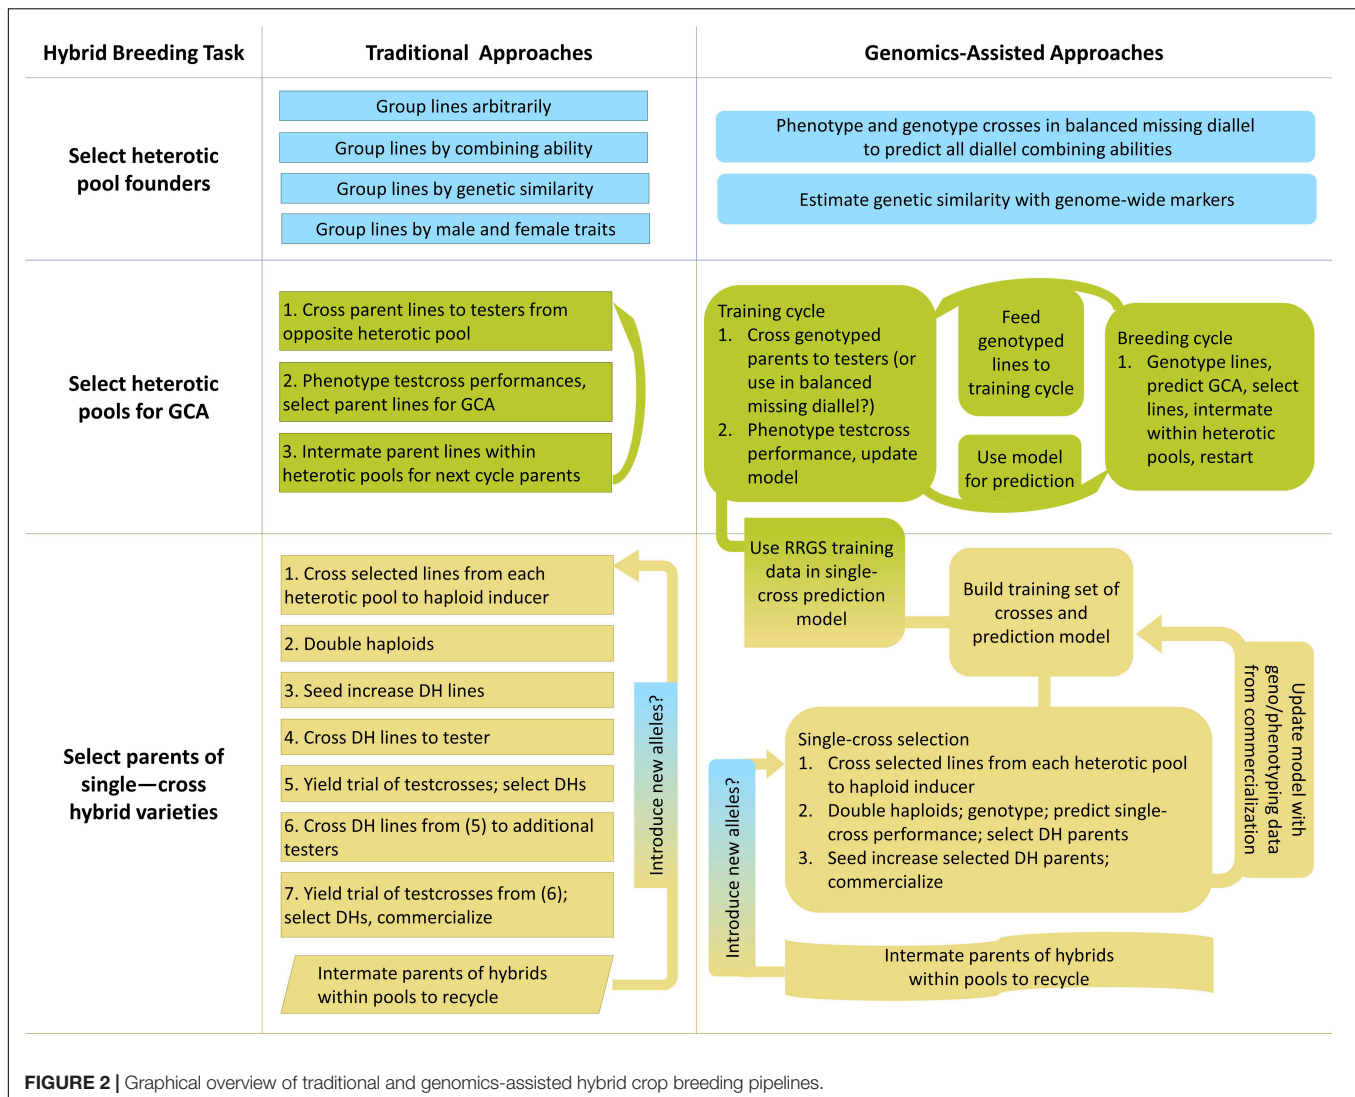 Hybrid Breeding Task
Traditional Approaches
Genomics-Assisted Approaches
Select heterotic
pool founders
Group lines arbitrarily
Group lines by combining ability
Group lines by genetic similarity
Group lines by male and female traits
Phenotype and genotype crosses in balanced missing diallel
to predict all diallel combining abilities
Estimate genetic similarity with genome-wide markers
Select heterotic
pools for GCA
1. Cross parent lines to testers from
opposite heterotic pool
2. Phenotype testcross performances,
select parent lines for GCA
3. Intermate parent lines within
heterotic pools for next cycle parents
Training cycle
1. Cross genotyped
parents to testers (or
use in balanced
missing diallel?)
2. Phenotype testcross
performance, update
model
Feed
genotyped
lines to
training cycle
Use model
for prediction
Breeding cycle
1. Genotype lines,
predict GCA, select
lines, intermate
within heterotic
pools, restart
Select parents of
single—cross
hybrid varieties
1. Cross selected lines from each
heterotic pool to haploid inducer
2. Double haploids
3. Seed increase DH lines
4. Cross DH lines to tester
5. Yield trial of testcrosses; select DHs
6. Cross DH lines from (5) to additional
testers
7. Yield trial of testcrosses from (6);
select DHs, commercialize
Intermate parents of hybrids
within pools to recycle
Introduce new alleles?
Use RRGS training
data in single-
cross prediction
model
Build training set of
crosses and
prediction model
Single-cross selection
1. Cross selected lines from each heterotic pool
to haploid inducer
2. Double haploids; genotype; predict single-
cross performance; select DH parents
3. Seed increase selected DH parents;
commercialize
Introduce new alleles?
Update model with
geno/phenotyping data
from commercialization
Intermate parents of hybrids
within pools to recycle
FIGURE 2 | Graphical overview of traditional and genomics-assisted hybrid crop breeding pipelines.